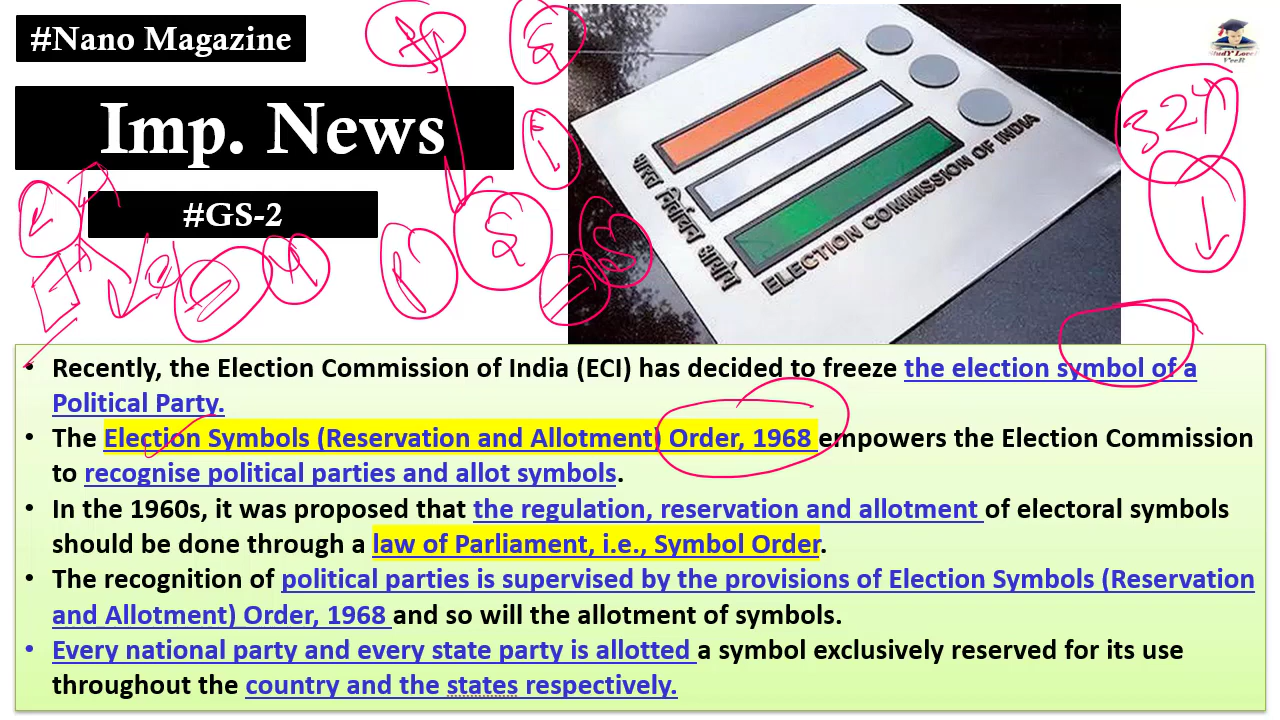 #Nano Magazine
Imp. News
#GS-2
भारत निर्वाचन आयोग
ELECTION COMMISSION OF INDIA
324
• Recently, the Election Commission of India (ECI) has decided to freeze the election symbol of a
Political Party.
• The Election Symbols (Reservation and Allotment) Order, 1968 empowers the Election Commission
to recognise political parties and allot symbols.
• In the 1960s, it was proposed that the regulation, reservation and allotment of electoral symbols
should be done through a law of Parliament, i.e., Symbol Order.
• The recognition of political parties is supervised by the provisions of Election Symbols (Reservation
and Allotment) Order, 1968 and so will the allotment of symbols.
• Every national party and every state party is allotted a symbol exclusively reserved for its use
throughout the country and the states respectively.